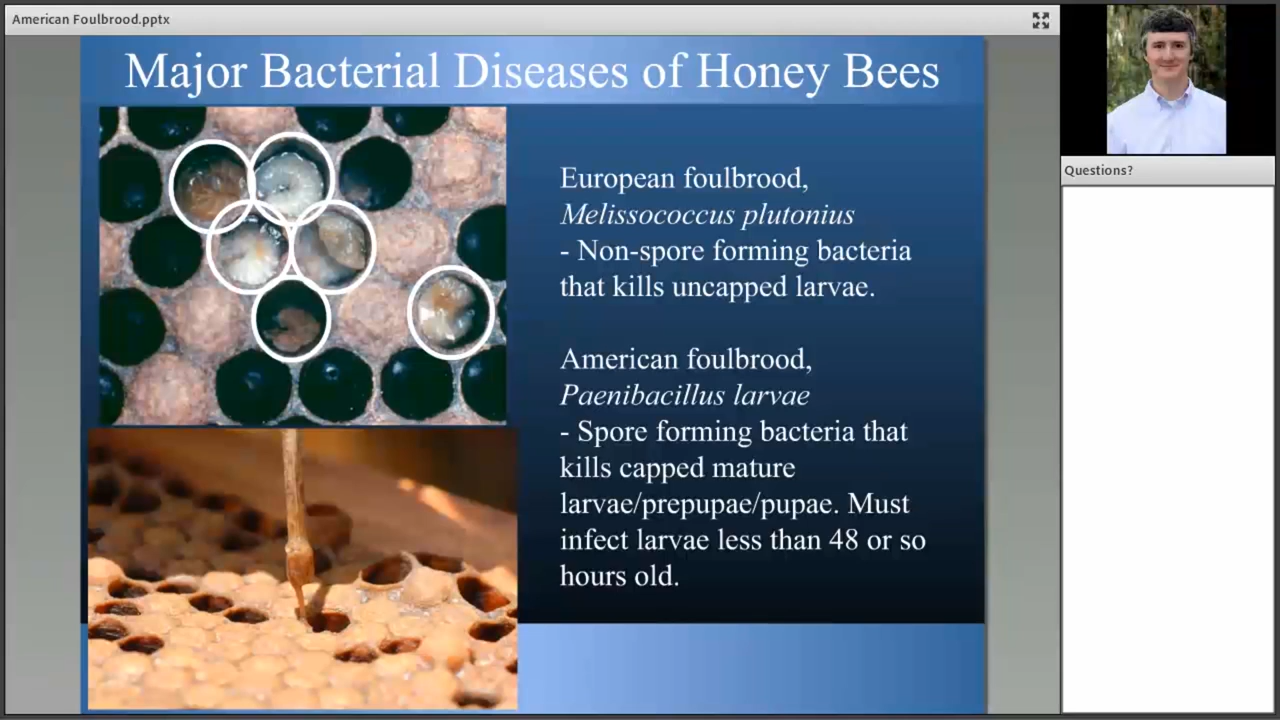 American Foulbrood.pptx
Major Bacterial Diseases of Honey Bees
European foulbrood,
Melissococcus plutonius
- Non-spore forming bacteria
that kills uncapped larvae.
American foulbrood,
Paenibacillus larvae
- Spore forming bacteria that
kills capped mature
larvae/prepupae/pupae. Must
infect larvae less than 48 or so
hours old.
Questions?